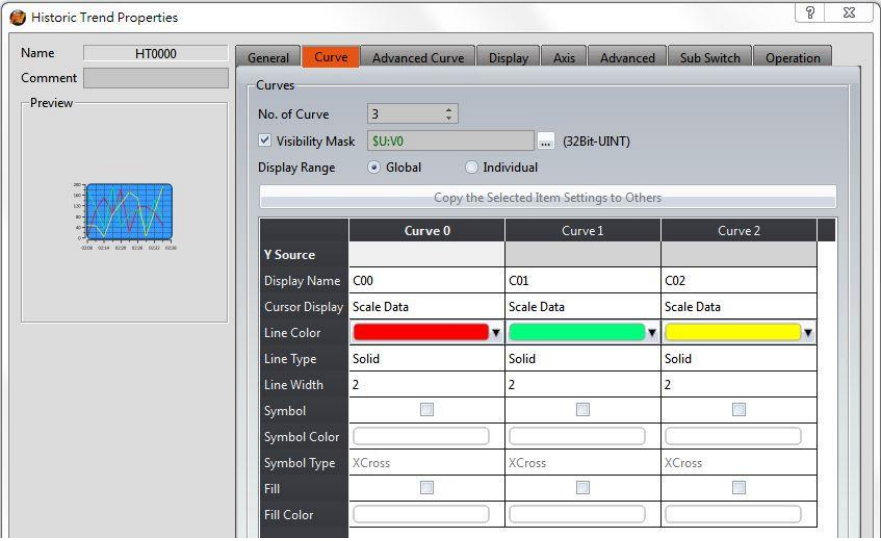 Historic Trend Properties
Name HT0000
Comment
Preview
General Curve Advanced Curve Display Axis Advanced Sub Switch Operation
Curves
No. of Curve 3
Visibility Mask $U:V0 ... (32Bit-UINT)
Display Range Global Individual
Copy the Selected Item Settings to Others
Curve 0 Curve 1 Curve 2
Y Source
Display Name C00 C01 C02
Cursor Display Scale Data Scale Data Scale Data
Line Color
Line Type Solid Solid Solid
Line Width 2 2 2
Symbol
Symbol Color
Symbol Type XCross XCross XCross
Fill
Fill Color